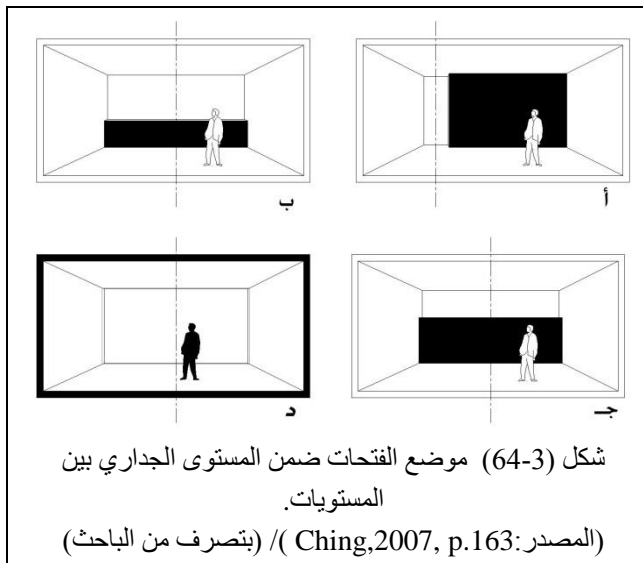 أ
ب
جـ
د
شكل (3-64) موضع الفتحات ضمن المستوى الجداري بين
المستويات.
(المصدر:Ching,2007, p.163 )/ (بتصرف من الباحث)